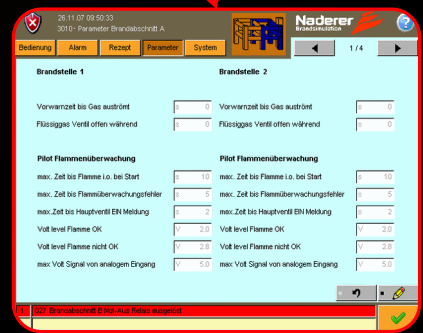 26.11.07 09:50:33
3010 - Parameter Brandabschnitt A
Naderer
Brandsimulation
?
Bedienung Alarm Rezept Parameter System
1 / 4
Brandstelle 1
Brandstelle 2
Vorwarnzeit bis Gas auströmt s 0
Vorwarnzeit bis Gas auströmt s 0
Flüssiggas Ventil offen während s 0
Flüssiggas Ventil offen während s 0
Pilot Flammenüberwachung
Pilot Flammenüberwachung
max. Zeit bis Flamme i.o. bei Start s 10
max. Zeit bis Flamme i.o. bei Start s 10
max. Zeit bis Flammüberwachungsfehler s 5
max. Zeit bis Flammüberwachungsfehler s 5
max.Zeit bis Hauptventil EIN Meldung s 2
max.Zeit bis Hauptventil EIN Meldung s 2
Volt level Flamme OK V 2.0
Volt level Flamme OK V 2.0
Volt level Flamme nicht OK V 2.8
Volt level Flamme nicht OK V 2.8
max Volt Signal von analogem Eingang V 5.0
max Volt Signal von analogem Eingang V 5.0
1 327 Brandabschnitt B Not-Aus Relais ausgelöst